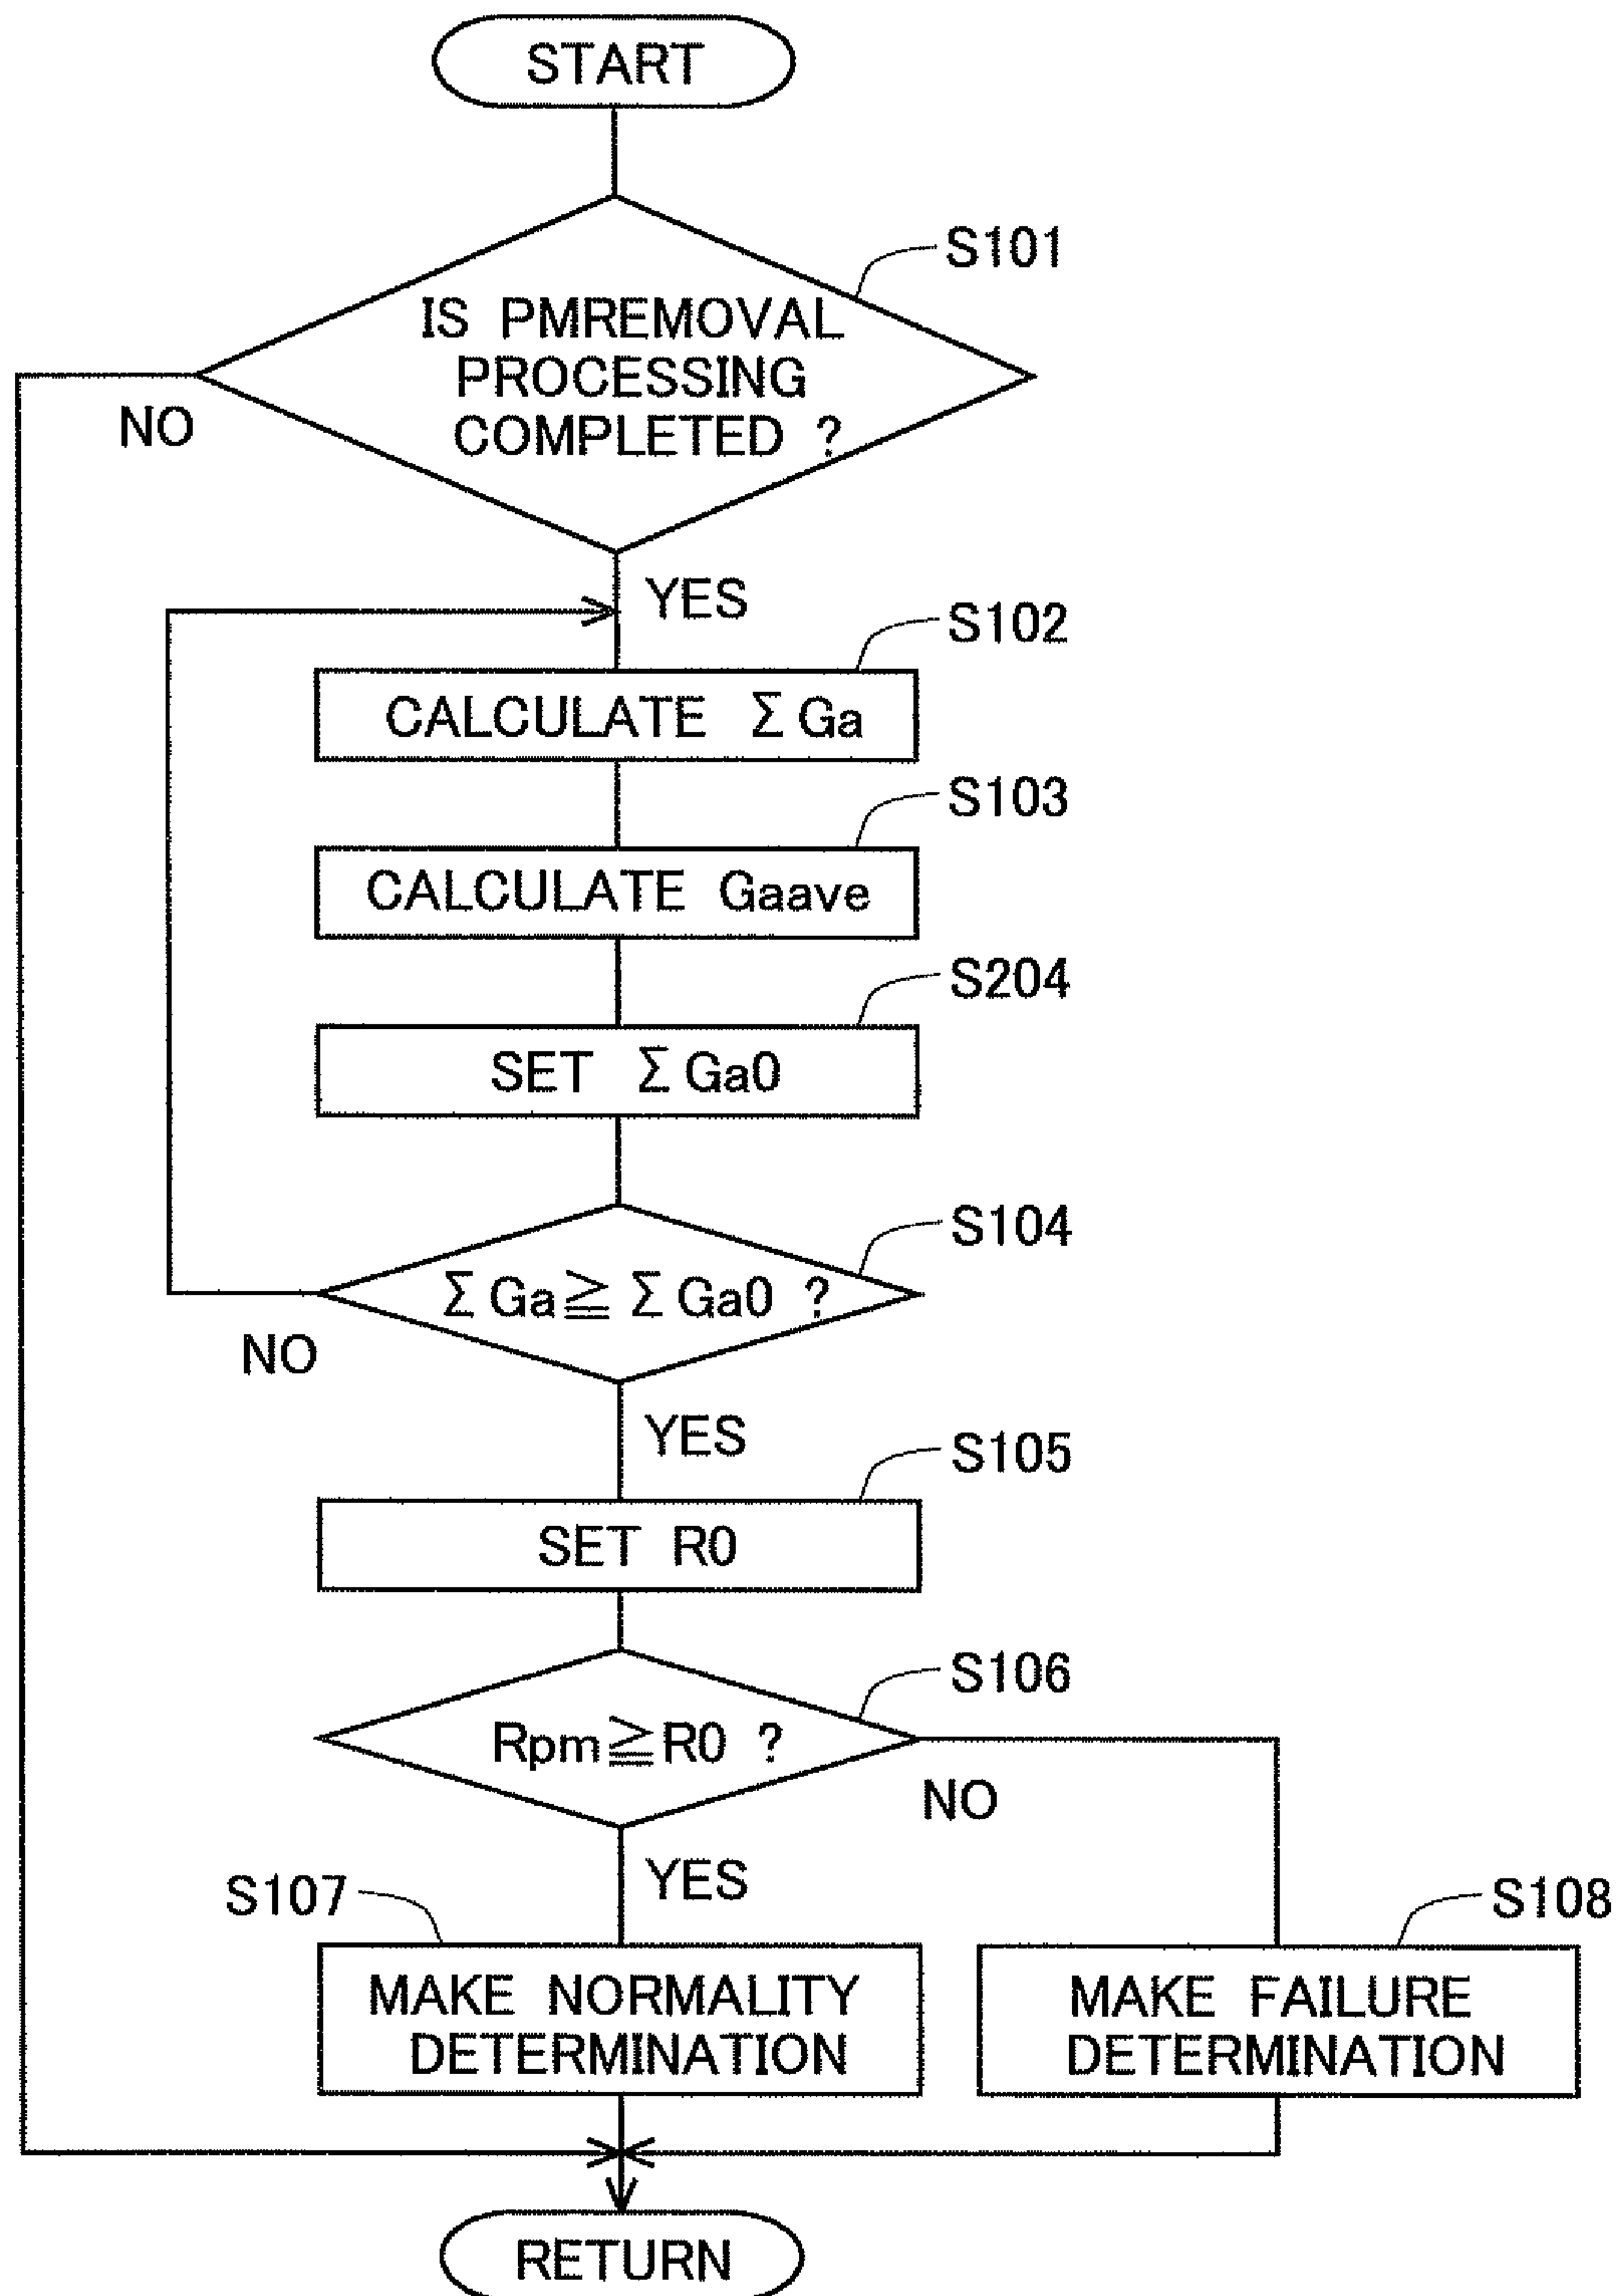 START
S101
IS PMREMOVAL
PROCESSING
COMPLETED ?
NO
YES
S102
CALCULATE ΣGa
S103
CALCULATE Gaave
S204
SET ΣGa0
S104
ΣGa≧ΣGa0 ?
NO
YES
S105
SET R0
S106
Rpm≧R0 ?
NO
YES
S107
S108
MAKE NORMALITY
DETERMINATION
MAKE FAILURE
DETERMINATION
RETURN